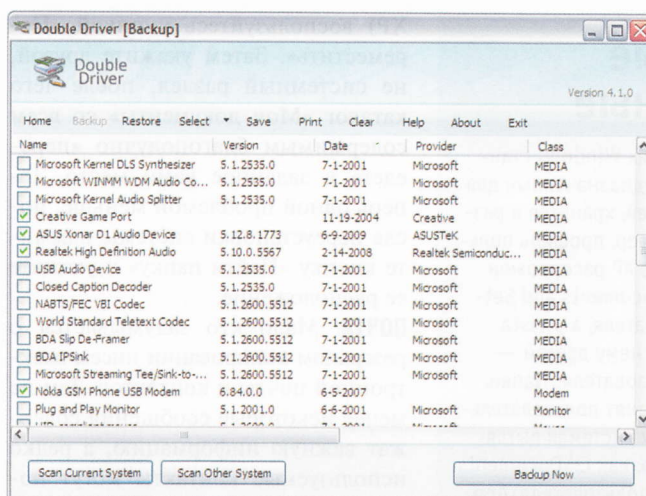 Double Driver [Backup]
Double
Driver
Version 4.1.0
Home Backup Restore Select Scan Save Print Clear Help About Exit
Name Version Date Provider Class
Microsoft Kernel DLS Synthesizer 5.1.2535.0 7-1-2001 Microsoft MEDIA
Microsoft WINMM WDM Audio Co... 5.1.2535.0 7-1-2001 Microsoft MEDIA
Microsoft Kernel Audio Splitter 5.1.2535.0 7-1-2001 Microsoft MEDIA
Creative Game Port 11-19-2004 Creative MEDIA
ASUS Xonar D1 Audio Device 5.12.8.1773 6-9-2009 ASUSTeK MEDIA
Realtek High Definition Audio 5.10.0.5567 2-14-2008 Realtek Semiconduc... MEDIA
USB Audio Device 5.1.2535.0 7-1-2001 Microsoft MEDIA
Closed Caption Decoder 5.1.2535.0 7-1-2001 Microsoft MEDIA
NABTS/FEC VBI Codec 5.1.2600.5512 7-1-2001 Microsoft MEDIA
World Standard Teletext Codec 5.1.2600.5512 7-1-2001 Microsoft MEDIA
BDA Slip De-Framer 5.1.2600.5512 7-1-2001 Microsoft MEDIA
BDA IPSink 5.1.2600.5512 7-1-2001 Microsoft MEDIA
Microsoft Streaming Tee/Sink-to-... 5.1.2600.5512 7-1-2001 Microsoft MEDIA
Nokia GSM Phone USB Modem 6.84.0.0 6-5-2007 Modem
Plug and Play Monitor 5.1.2001.0 6-6-2001 Microsoft Monitor
Scan Current System Scan Other System Backup Now